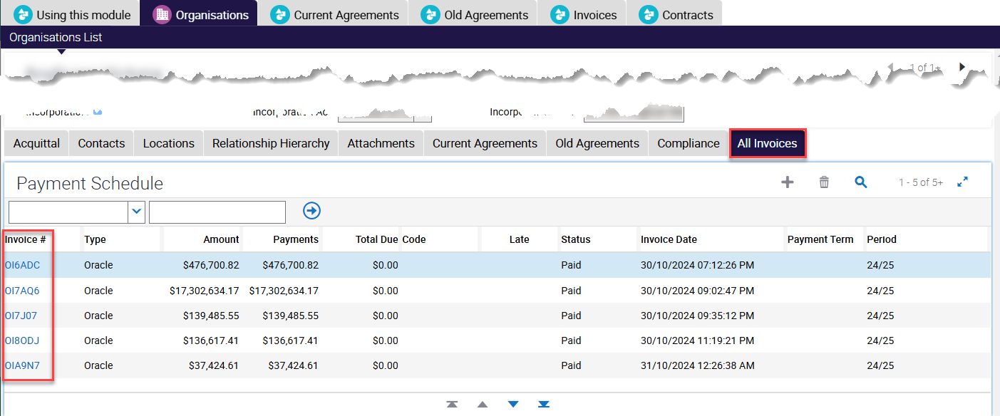 Using this module Organisations Current Agreements Old Agreements Invoices Contracts
Organisations List
1 of 1+
Acquittal Contacts Locations Relationship Hierarchy Attachments Current Agreements Old Agreements Compliance All Invoices
Payment Schedule 1 - 5 of 5+
Invoice # Type Amount Payments Total Due Code Late Status Invoice Date Payment Term Period
OI6ADC Oracle $476,700.82 $476,700.82 $0.00 Paid 30/10/2024 07:12:26 PM 24/25
OI7AQ6 Oracle $17,302,634.17 $17,302,634.17 $0.00 Paid 30/10/2024 09:02:47 PM 24/25
OI7J07 Oracle $139,485.55 $139,485.55 $0.00 Paid 30/10/2024 09:35:12 PM 24/25
OI8ODJ Oracle $136,617.41 $136,617.41 $0.00 Paid 30/10/2024 11:19:21 PM 24/25
OIA9N7 Oracle $37,424.61 $37,424.61 $0.00 Paid 31/10/2024 12:26:38 AM 24/25